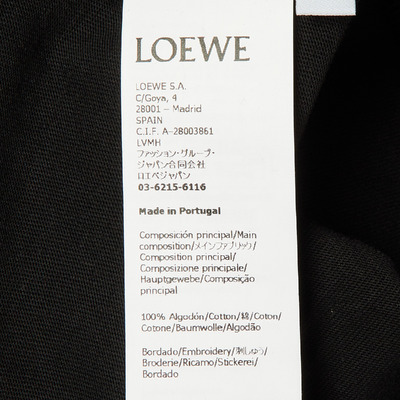 LOEWE
LOEWE S.A.
C/Goya, 4
28001 - Madrid
SPAIN
C.I.F. A-28003861
LVMH
ファッション・グループ・
ジャパン合同会社
ロエベジャパン
03-6215-6116
Made in Portugal
Composición principal/Main
composition/メインファブリック/
Composition principal/
Composizione principale/
Hauptgewebe/Composição
principal
100% Algodón/Cotton/綿/Coton/
Cotone/Baumwolle/Algodão
Bordado/Embroidery/刺しゅう/
Broderie/Ricamo/Stickerei/
Bordado